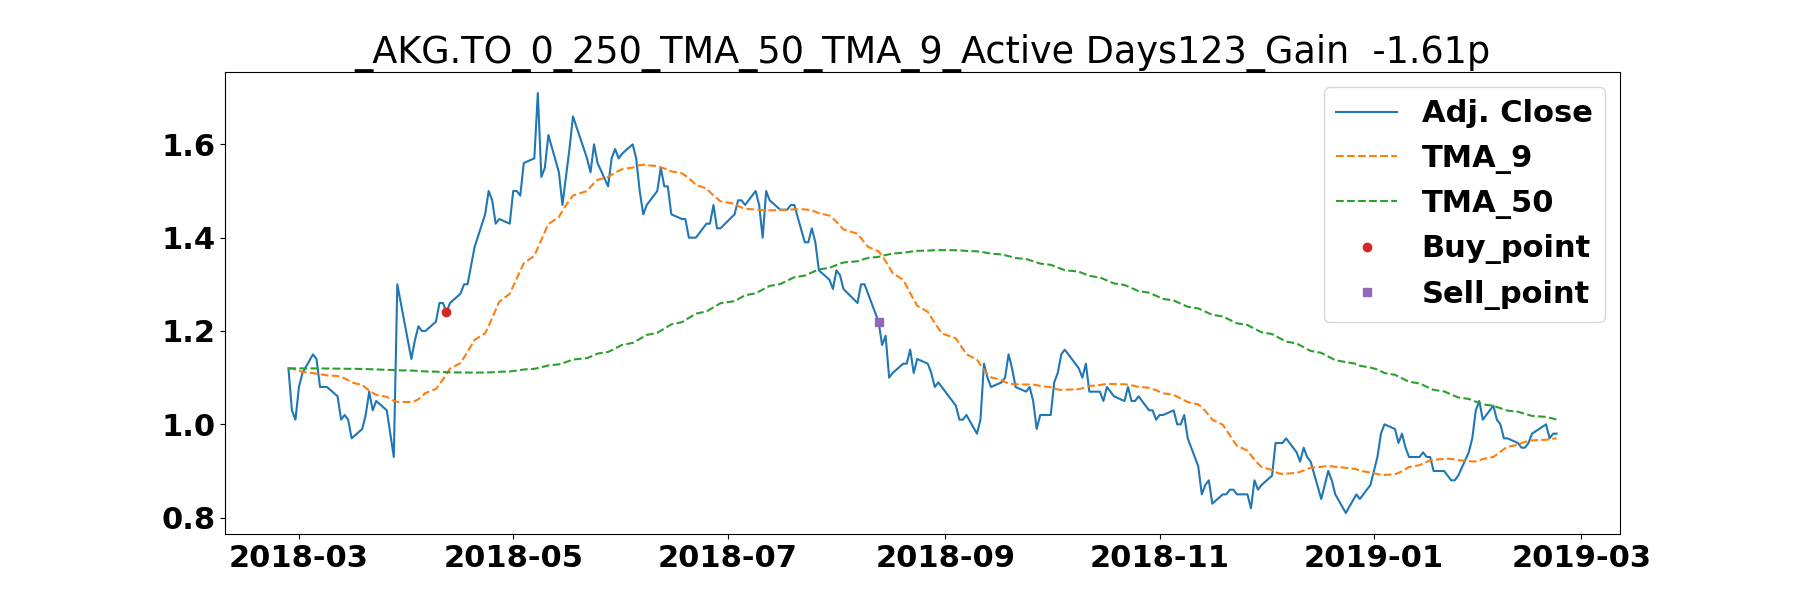 _AKG.TO_0_250_TMA_50_TMA_9_Active Days123_Gain  -1.61p
Adj. Close
TMA_9
TMA_50
Buy_point
Sell_point
1.6
1.4
1.2
1.0
0.8
2018-03 2018-05 2018-07 2018-09 2018-11 2019-01 2019-03